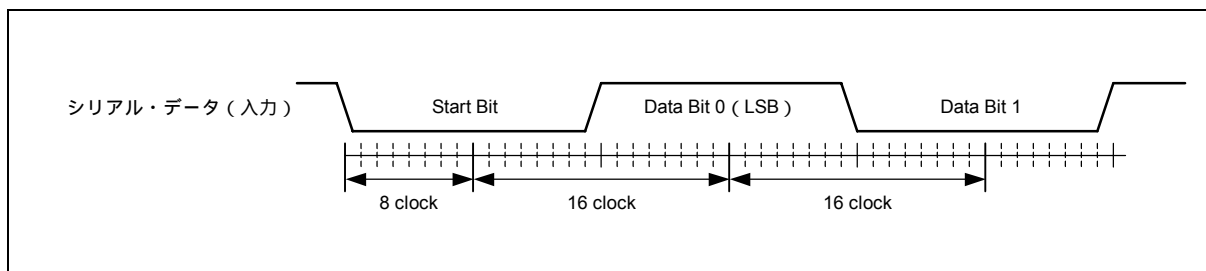 シリアル・データ（入力）
Start Bit
Data Bit 0（LSB）
Data Bit 1
8 clock
16 clock
16 clock